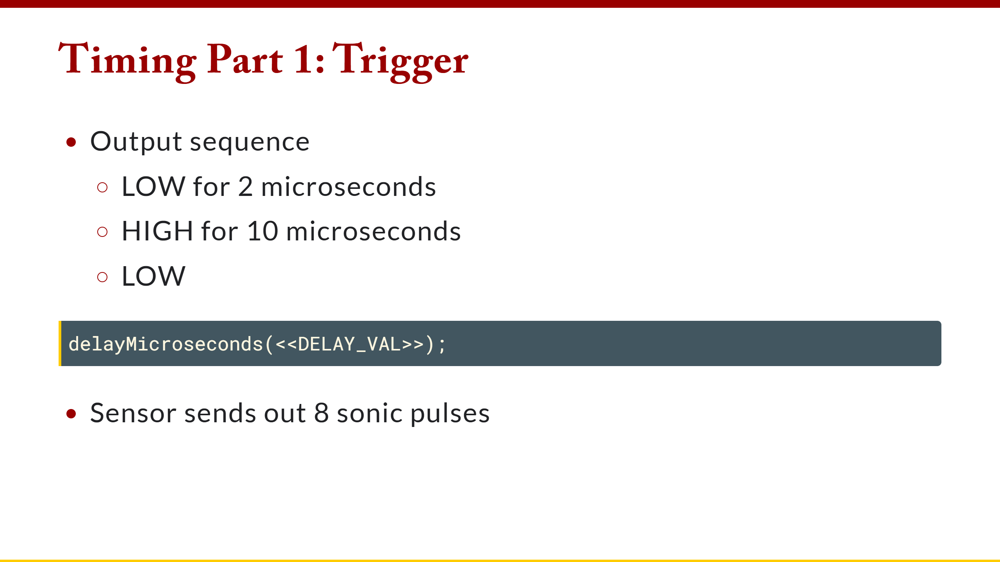 Timing Part 1: Trigger
Output sequence
LOW for 2 microseconds
HIGH for 10 microseconds
LOW
delayMicroseconds(<<DELAY_VAL>>);
Sensor sends out 8 sonic pulses